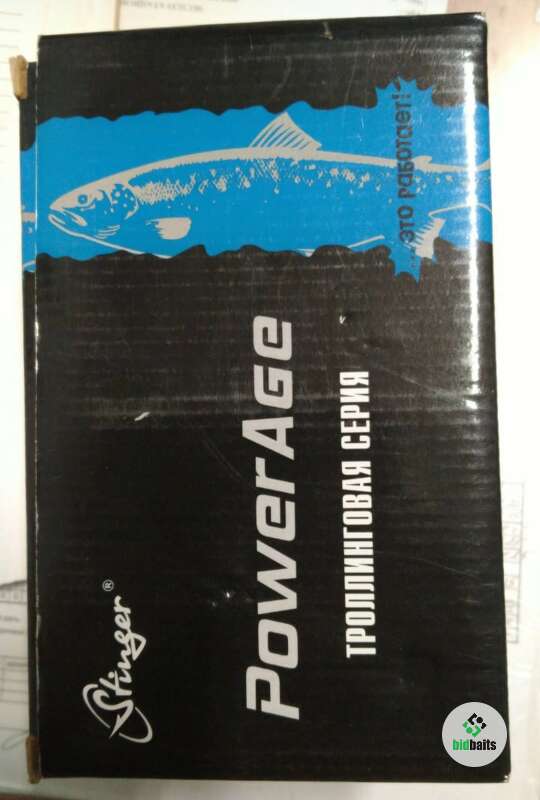 Stinger®
PowerAge
ТРОЛЛИНГОВАЯ СЕРИЯ
...ЭТО работает!
bidbaits